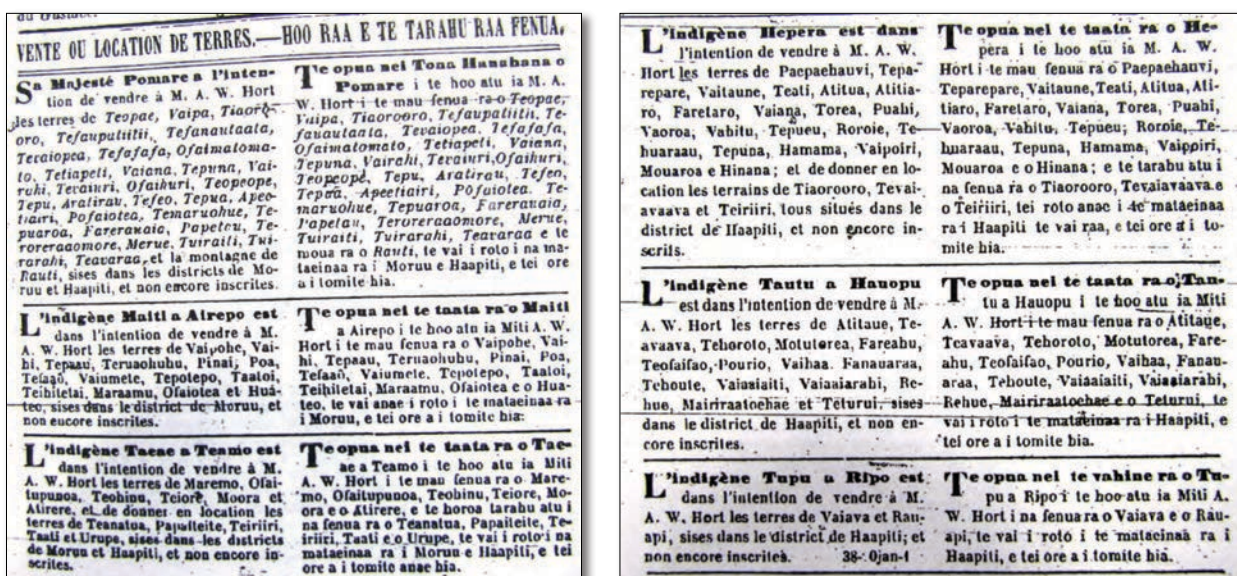 VENTE OU LOCATION DE TERRES.—HOO RAA E TE TARAHU RAA FENUA.
Sa Majesté Pomare a l'inten-
tion de vendre à M. A. W. Hort
les terres de Teopae, Vaipa, Tiaoro-
oro, Tefaupatiitii, Tefanautaata,
Tevaiopea, Tefafafa, Ofaimatoma-
to, Tetiapeti, Vaiana, Tepuna, Vai-
rahi, Tevaiuri, Ofaihuri, Teopeope,
Tepu, Aratirau, Tefeo, Tepua, Apeo-
tiairi, Pofaiotea, Temaruohue, Te-
puaroa, Fareranaia, Papeteu, Te-
roreraaomore, Merue, Tuiraiti, Tui-
rarahi, Teavaraa, et la montagne de
Rauti, sises dans les districts de Mo-
ruu et Haapiti, et non encore inscrites.
L'indigène Maiti a Airepo est
dans l'intention de vendre à M.
A. W. Hort les terres de Vaipohe, Vai-
hi, Tepaau, Teruaohuhu, Pinai, Poa,
Tefaaō, Vaiumete, Tepotepo, Taaloi,
Teihitetai, Maraamu, Ofaiotea et Hua-
teo, sises dans le district de Moruu, et
non encore inscrites.
L'indigène Taeae a Teamo est
dans l'intention de vendre à M.
A. W. Hort les terres de Maremo, Ofai-
tupunoa, Teohinu, Teiore, Moora et
Atirere, et de donner en location les
terres de Teanatua, Papaiteite, Teiriiri,
Taati et Urupe, sises dans les districts
de Moruu et Haapiti, et non encore in-
scrites.
Te opua nei Tona Hanahana o
Pomare i te hoo atu ia M. A.
W. Hort i te mau fenua ra o Teopae,
Vaipa, Tiaorooro, Tefaupatiitii, Te-
fanautaata, Tevaiopea, Tefafafa,
Ofaimatomato, Tetiapeti, Vaiana,
Tepuna, Vairahi, Tevaiuri, Ofaihuri,
Teopeope, Tepu, Aratirau, Tefeo,
Tepua, Apeetiairi, Pofaiotea. Te-
maruohue, Tepuaroa, Fareranaia,
Papetau, Teroreraaomore, Merue,
Tuiraiti, Tuirarahi, Teavaraa e te
moua ra o Rauti, te vai i roto i na ma-
taeinaa ra i Moruu e Haapiti, e tei ore
a i tomite hia.
Te opua nei te taata ra o Maiti
a Airepo i te hoo atu ia Miti A. W.
Hort i te mau fenua ra o Vaipohe, Vai-
hi, Tepaau, Teruaohuhu, Pinai, Poa,
Tefaaō, Vaiumete. Tepotepo, Taaloi,
Teihitetai, Maraamu, Ofaiotea e o Hua-
teo, te vai anae i roto i te mataeinaa ra
i Moruu, e tei ore a i tomite hia.
Te opua nei te taata ra o Tae-
ae a Teamo i te hoo atu ia Miti
A. W. Hort i te mau fenua ra o Mare-
mo, Ofaitupunoa, Teohinu, Teiore, Mo-
ora e o Atirere, e te horoa tarahu atu i
na fenua ra o Teanatua, Papaiteite, Te-
iriiri, Taati e o Urupe, te vai i roto i na
mataeinaa ra i Moruu e Haapiti, e tei
ore a i tomite anae hia.
L'indigène Hepera est dans
l'intention de vendre à M. A. W.
Hort les terres de Paepaehauvi, Tepa-
repare, Vaitaune, Teati, Atitua, Atitia-
ro, Faretaro, Vaiana, Torea, Puahi,
Vaoroa, Vahitu, Tepueu, Roroie, Te-
huaraau, Tepuna, Hamama, Vaipoiri,
Mouaroa e Hinana; et de donner en lo-
cation les terrains de Tiaorooro, Tevai-
avaava et Teiriiri, tous situés dans le
district de Haapiti, et non encore in-
scrils.
L'indigène Tautu a Hauopu
est dans l'intention de vendre à M.
A. W. Hort les terres de Atitaue, Te-
avaava, Tehoroto, Motutorea, Fareahu,
Teofaifao, Pourio, Vaihaa. Fanauaraa,
Tehoute, Vaiaaiaiti, Vaiaaiarahi, Re-
hue, Mairiraatoehae et Teturui, sises
dans le district de Haapiti, et non en-
core inscrites.
L'indigène Tupu a Ripo est
dans l'intention de vendre à M.
A. W. Hort les terres de Vaiava et Rau-
api, sises dans le district de Haapiti; et
non encore inscrites. 38- 0jan-1
Te opua nei te taata ra o He-
pera i te hoo atu ia M. A. W.
Hort i te mau fenua ra o Paepaehauvi,
Teparepare, Vaitaune, Teati, Atitua, Ati-
tiaro, Faretaro, Vaiana, Torea, Puahi,
Vaoroa, Vahitu, Tepueu; Roroie, Te-
huaraau, Tepuna, Hamama, Vaipoiri,
Mouaroa e o Hinana; e te tarahu atu i
na fenua ra o Tiaorooro, Tevaiavaava e
o Teiriiri, tei roto anae i te mataeinaa
ra i Haapiti te vai raa, e tei ore a i to-
mite hia.
Te opua nei te taata ra o Tau-
tu a Hauopu i te hoo atu ia Miti
A. W. Hort i te mau fenua ra o Atitaue,
Teavaava, Tehoroto, Motutorea, Fare-
ahu, Teofaifao, Pourio, Vaihaa, Fanau-
araa, Tehoute, Vaiaaiaiti, Vaiaaiarahi,
Rehue, Mairiraatoehae e o Teturui, te
vai i roto i te mataeinaa ra i Haapiti, e
tei ore a i tomite hia.
Te opua nei te vahine ra o Tu-
pu a Ripo i te hoo atu ia Miti A.
W. Hort i na fenua ra o Vaiava e o Rau-
api, te vai i roto i te mataeinaa ra i
Haapiti, e tei ore a i tomite hia.